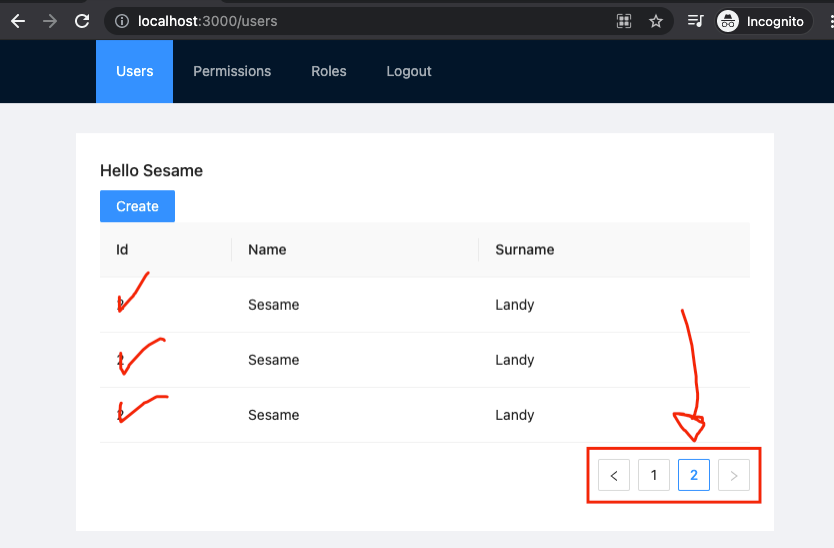 localhost:3000/users
Incognito
Users Permissions Roles Logout
Hello Sesame
Create
Id Name Surname
2 Sesame Landy
2 Sesame Landy
2 Sesame Landy
< 1 2 >